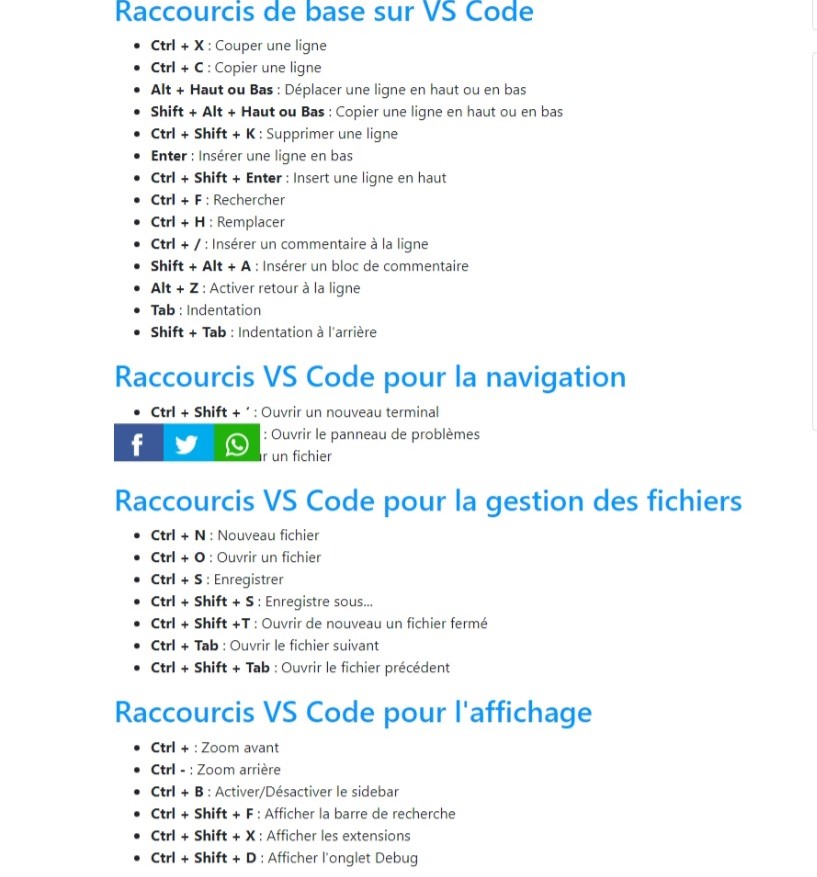 Raccourcis de base sur VS Code
Ctrl + X : Couper une ligne
Ctrl + C : Copier une ligne
Alt + Haut ou Bas : Déplacer une ligne en haut ou en bas
Shift + Alt + Haut ou Bas : Copier une ligne en haut ou en bas
Ctrl + Shift + K : Supprimer une ligne
Enter : Insérer une ligne en bas
Ctrl + Shift + Enter : Insert une ligne en haut
Ctrl + F : Rechercher
Ctrl + H : Remplacer
Ctrl + / : Insérer un commentaire à la ligne
Shift + Alt + A : Insérer un bloc de commentaire
Alt + Z : Activer retour à la ligne
Tab : Indentation
Shift + Tab : Indentation à l'arrière
Raccourcis VS Code pour la navigation
Ctrl + Shift + ‘ : Ouvrir un nouveau terminal
: Ouvrir le panneau de problèmes
un fichier
Raccourcis VS Code pour la gestion des fichiers
Ctrl + N : Nouveau fichier
Ctrl + O : Ouvrir un fichier
Ctrl + S : Enregistrer
Ctrl + Shift + S : Enregistre sous...
Ctrl + Shift +T : Ouvrir de nouveau un fichier fermé
Ctrl + Tab : Ouvrir le fichier suivant
Ctrl + Shift + Tab : Ouvrir le fichier précédent
Raccourcis VS Code pour l'affichage
Ctrl + : Zoom avant
Ctrl - : Zoom arrière
Ctrl + B : Activer/Désactiver le sidebar
Ctrl + Shift + F : Afficher la barre de recherche
Ctrl + Shift + X : Afficher les extensions
Ctrl + Shift + D : Afficher l'onglet Debug